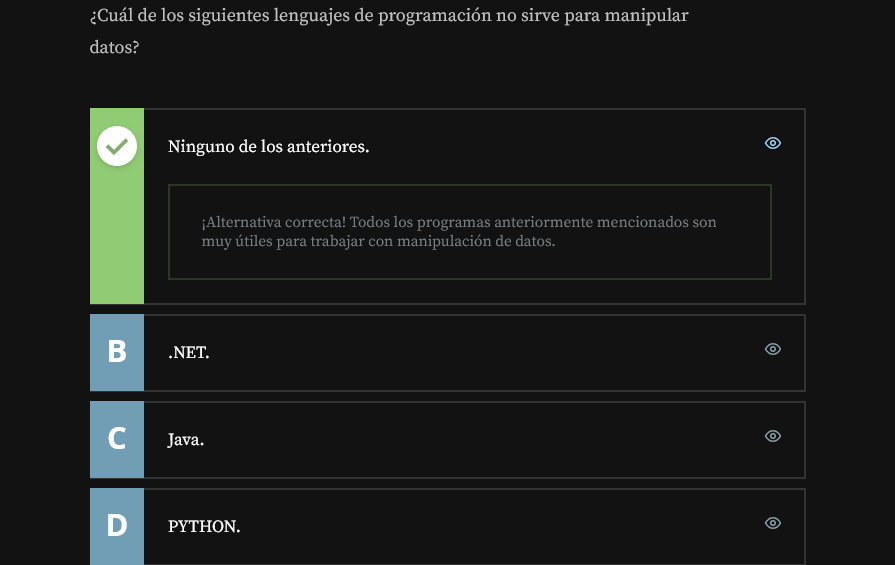 ¿Cuál de los siguientes lenguajes de programación no sirve para manipular
datos?
Ninguno de los anteriores.
¡Alternativa correcta! Todos los programas anteriormente mencionados son
muy útiles para trabajar con manipulación de datos.
B
.NET.
C
Java.
D
PYTHON.